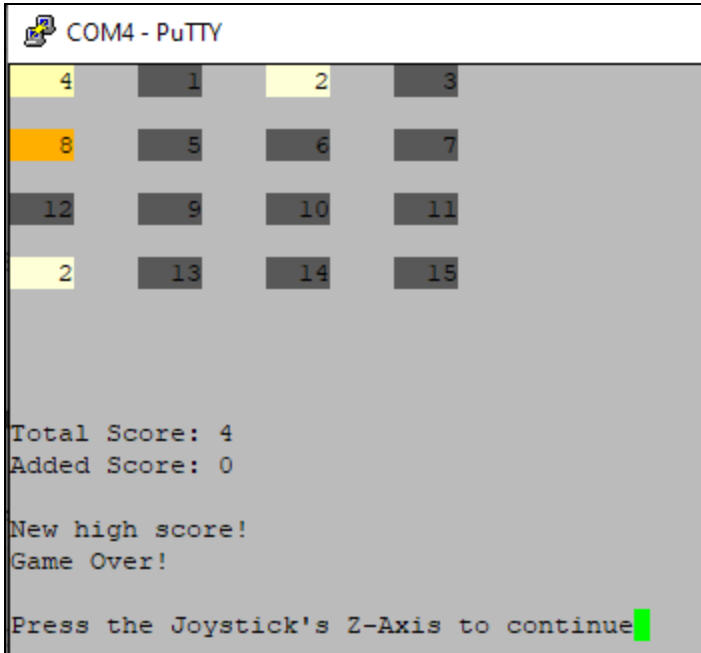 COM4 - PuTTY
4 1 2 3
8 5 6 7
12 9 10 11
2 13 14 15
Total Score: 4
Added Score: 0
New high score!
Game Over!
Press the Joystick's Z-Axis to continue